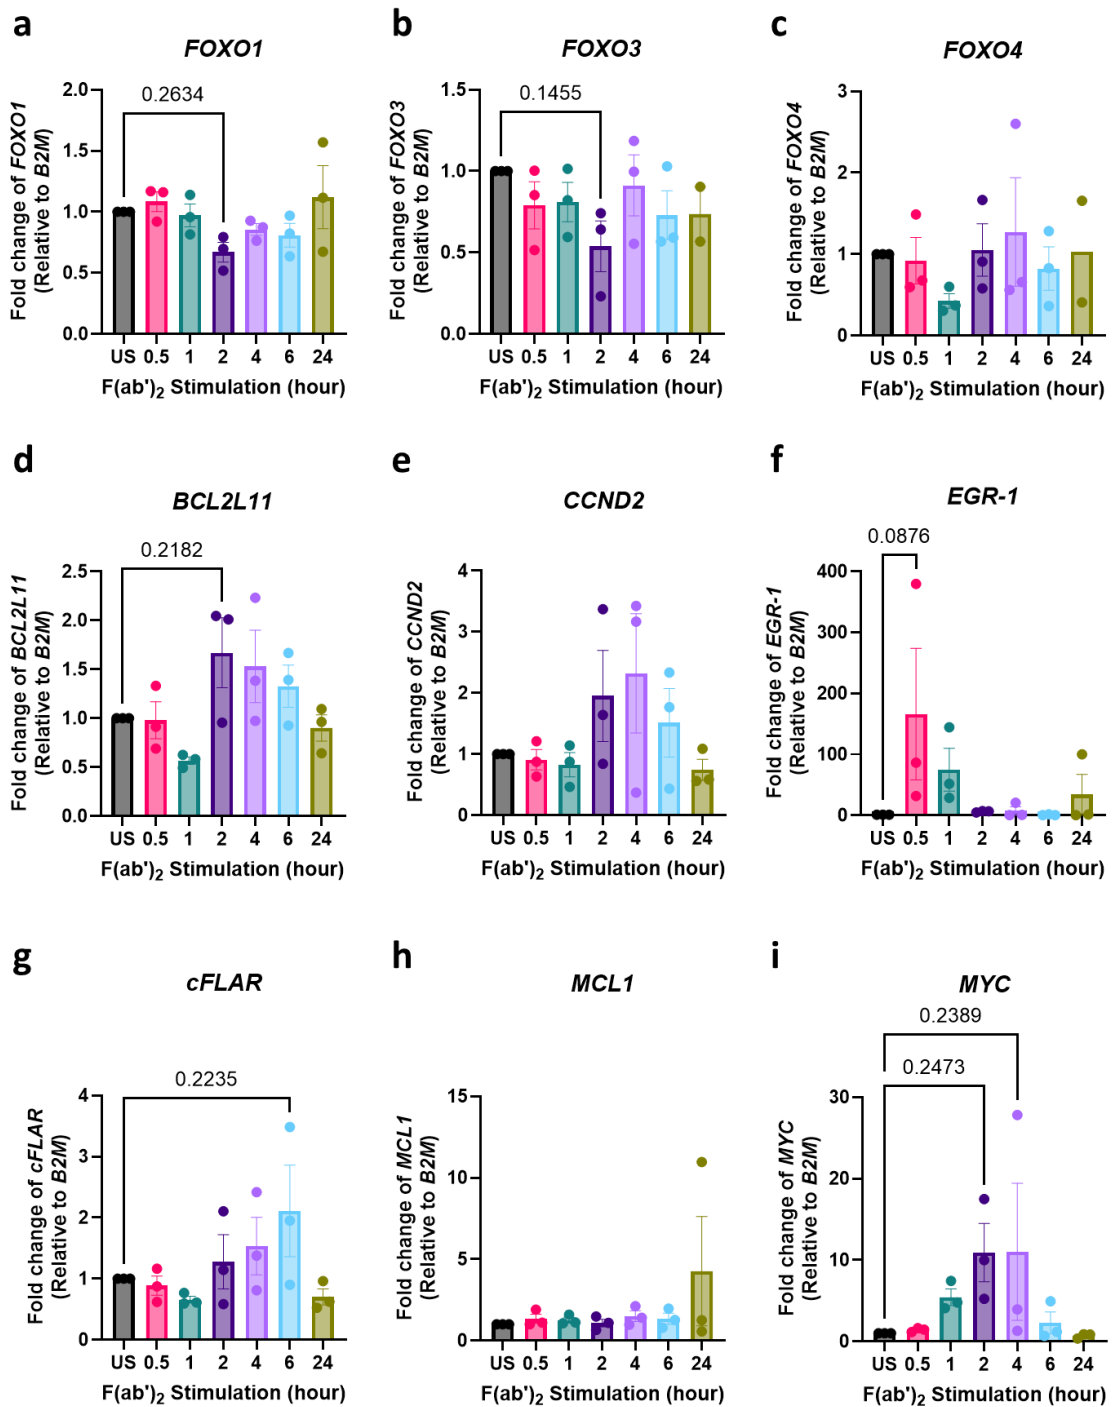 a
FOXO1
Fold change of FOXO1
(Relative to B2M)
2.0
1.5
1.0
0.5
0.0
0.2634
US 0.5 1 2 4 6 24
F(ab')2 Stimulation (hour)
b
FOXO3
Fold change of FOXO3
(Relative to B2M)
1.5
1.0
0.5
0.0
0.1455
US 0.5 1 2 4 6 24
F(ab')2 Stimulation (hour)
c
FOXO4
Fold change of FOXO4
(Relative to B2M)
3
2
1
0
US 0.5 1 2 4 6 24
F(ab')2 Stimulation (hour)
d
BCL2L11
Fold change of BCL2L11
(Relative to B2M)
2.5
2.0
1.5
1.0
0.5
0.0
0.2182
US 0.5 1 2 4 6 24
F(ab')2 Stimulation (hour)
e
CCND2
Fold change of CCND2
(Relative to B2M)
4
3
2
1
0
US 0.5 1 2 4 6 24
F(ab')2 Stimulation (hour)
f
EGR-1
Fold change of EGR-1
(Relative to B2M)
400
300
200
100
0
0.0876
US 0.5 1 2 4 6 24
F(ab')2 Stimulation (hour)
g
cFLAR
Fold change of cFLAR
(Relative to B2M)
4
3
2
1
0
0.2235
US 0.5 1 2 4 6 24
F(ab')2 Stimulation (hour)
h
MCL1
Fold change of MCL1
(Relative to B2M)
15
10
5
0
US 0.5 1 2 4 6 24
F(ab')2 Stimulation (hour)
i
MYC
Fold change of MYC
(Relative to B2M)
30
20
10
0
0.2389
0.2473
US 0.5 1 2 4 6 24
F(ab')2 Stimulation (hour)